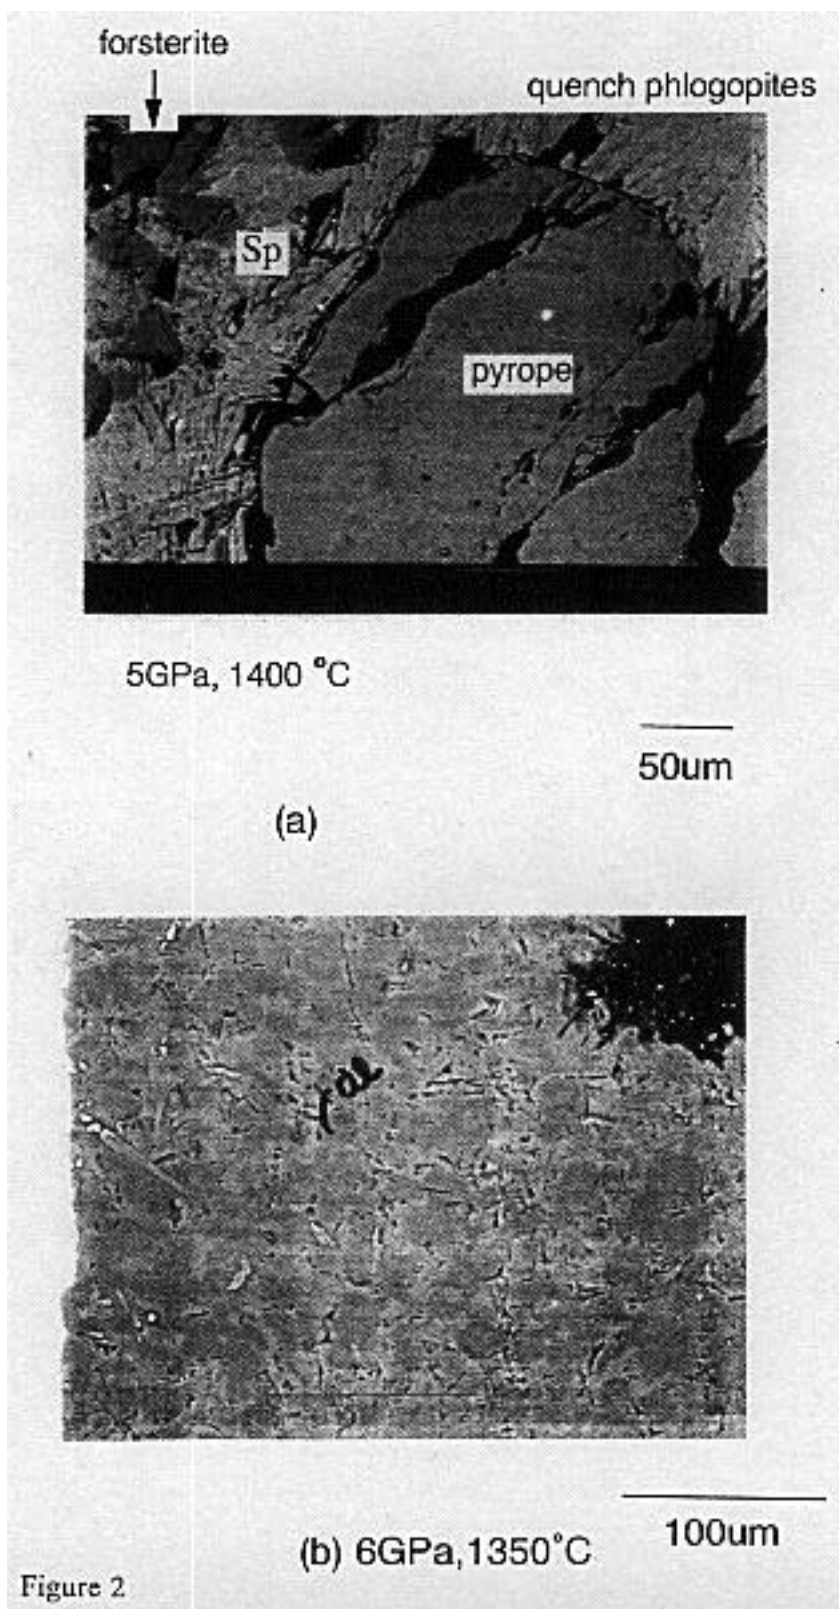 forsterite
quench phlogopites
Sp
pyrope
5GPa, 1400 °C
50um
(a)
(b) 6GPa,1350°C
100um
Figure 2